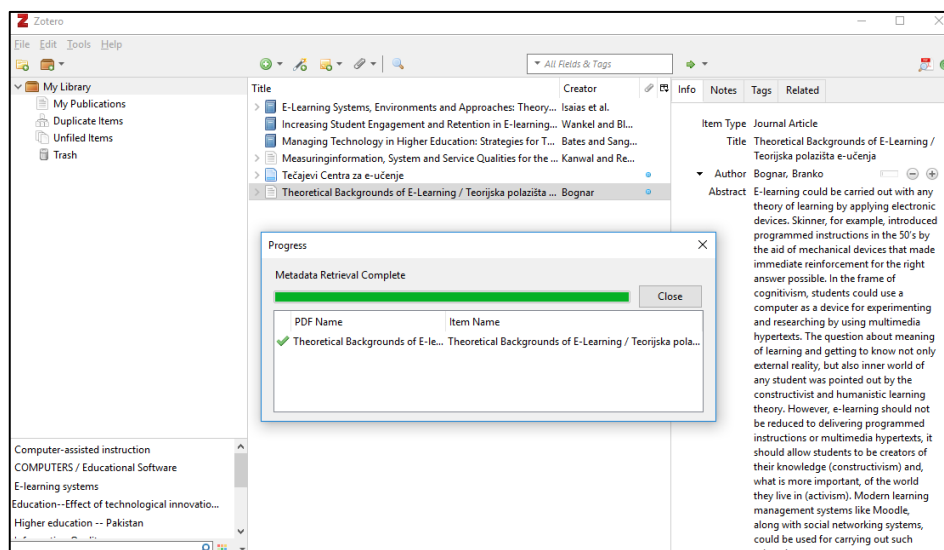 Zotero
File Edit Tools Help
All Fields & Tags
My Library
My Publications
Duplicate Items
Unfiled Items
Trash
Computer-assisted instruction
COMPUTERS / Educational Software
E-learning systems
Education--Effect of technological innovatio...
Higher education -- Pakistan
Title Creator
E-Learning Systems, Environments and Approaches: Theory... Isaias et al.
Increasing Student Engagement and Retention in E-learning... Wankel and Bl...
Managing Technology in Higher Education: Strategies for T... Bates and Sang...
Measuringinformation, System and Service Qualities for the ... Kanwal and Re...
Tečajevi Centra za e-učenje
Theoretical Backgrounds of E-Learning / Teorijska polazišta ... Bognar
Progress
Metadata Retrieval Complete
Close
PDF Name Item Name
Theoretical Backgrounds of E-le... Theoretical Backgrounds of E-Learning / Teorijska pola...
Info Notes Tags Related
Item Type Journal Article
Title Theoretical Backgrounds of E-Learning /
Teorijska polazišta e-učenja
Author Bognar, Branko
Abstract E-learning could be carried out with any
theory of learning by applying electronic
devices. Skinner, for example, introduced
programmed instructions in the 50's by
the aid of mechanical devices that made
immediate reinforcement for the right
answer possible. In the frame of
cognitivism, students could use a
computer as a device for experimenting
and researching by using multimedia
hypertexts. The question about meaning
of learning and getting to know not only
external reality, but also inner world of
any student was pointed out by the
constructivist and humanistic learning
theory. However, e-learning should not
be reduced to delivering programmed
instructions or multimedia hypertexts, it
should allow students to be creators of
their knowledge (constructivism) and,
what is more important, of the world
they live in (activism). Modern learning
management systems like Moodle,
along with social networking systems,
could be used for carrying out such